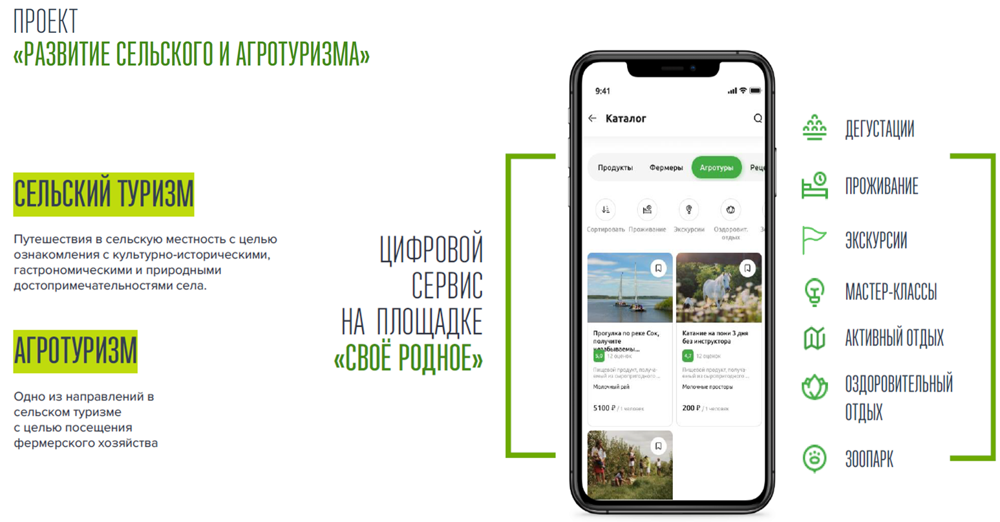 ПРОЕКТ
«РАЗВИТИЕ СЕЛЬСКОГО И АГРОТУРИЗМА»
СЕЛЬСКИЙ ТУРИЗМ
Путешествия в сельскую местность с целью
ознакомления с культурно-историческими,
гастрономическими и природными
достопримечательностями села.
АГРОТУРИЗМ
Одно из направлений в
сельском туризме
с целью посещения
фермерского хозяйства
ЦИФРОВОЙ
СЕРВИС
НА ПЛОЩАДКЕ
«СВОЁ РОДНОЕ»
9:41
Каталог
Продукты Фермеры Агротуры Реце
Сортировать Проживание Экскурсии Оздоровит.
отдых
Прогулка по реке Сок,
получите
незабываемы...
5,0 12 оценок
Пищевой продукт, получа-
емый из сыропригодного ...
Молочный рай
5100 ₽ / 1 человек
Катание на пони 3 дня
без инструктора
4,7 12 оценок
Пищевой продукт, получа-
емый из сыропригодного ...
Молочные просторы
200 ₽ / 1 человек
ДЕГУСТАЦИИ
ПРОЖИВАНИЕ
ЭКСКУРСИИ
МАСТЕР-КЛАССЫ
АКТИВНЫЙ ОТДЫХ
ОЗДОРОВИТЕЛЬНЫЙ
ОТДЫХ
ЗООПАРК